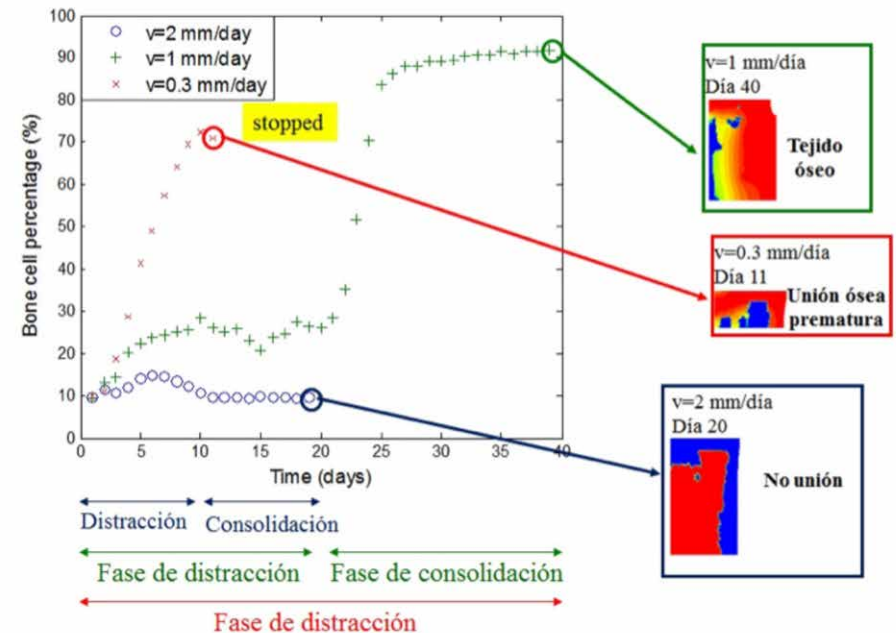 100
90
80
70
60
50
40
30
20
10
0
Bone cell percentage (%)
v=2 mm/day
v=1 mm/day
v=0.3 mm/day
stopped
0
5
10
15
20
25
30
35
40
Time (days)
Distracción
Consolidación
Fase de distracción
Fase de consolidación
Fase de distracción
v=1 mm/día
Día 40
Tejido
óseo
v=0.3 mm/día
Día 11
Unión ósea
prematura
v=2 mm/día
Día 20
No unión